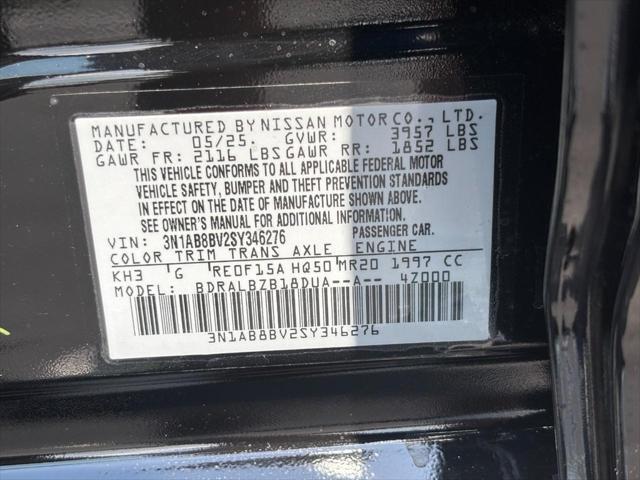 MANUFACTURED BY NISSAN MOTOR CO., LTD.
DATE: 05/25. GVWR: 3957 LBS
GAWR FR: 2116 LBS GAWR RR: 1852 LBS
THIS VEHICLE CONFORMS TO ALL APPLICABLE FEDERAL MOTOR
VEHICLE SAFETY, BUMPER AND THEFT PREVENTION STANDARDS
IN EFFECT ON THE DATE OF MANUFACTURE SHOWN ABOVE.
SEE OWNER'S MANUAL FOR ADDITIONAL INFORMATION
VIN: 3N1AB8BV2SY346276 PASSENGER CAR.
COLOR TRIM TRANS AXLE ENGINE
KH3 G RE0F15A HQ50 MR20 1997 CC
MODEL: BDRALBZB18DUA--A-- 4Z000
3N1AB8BV2SY346276